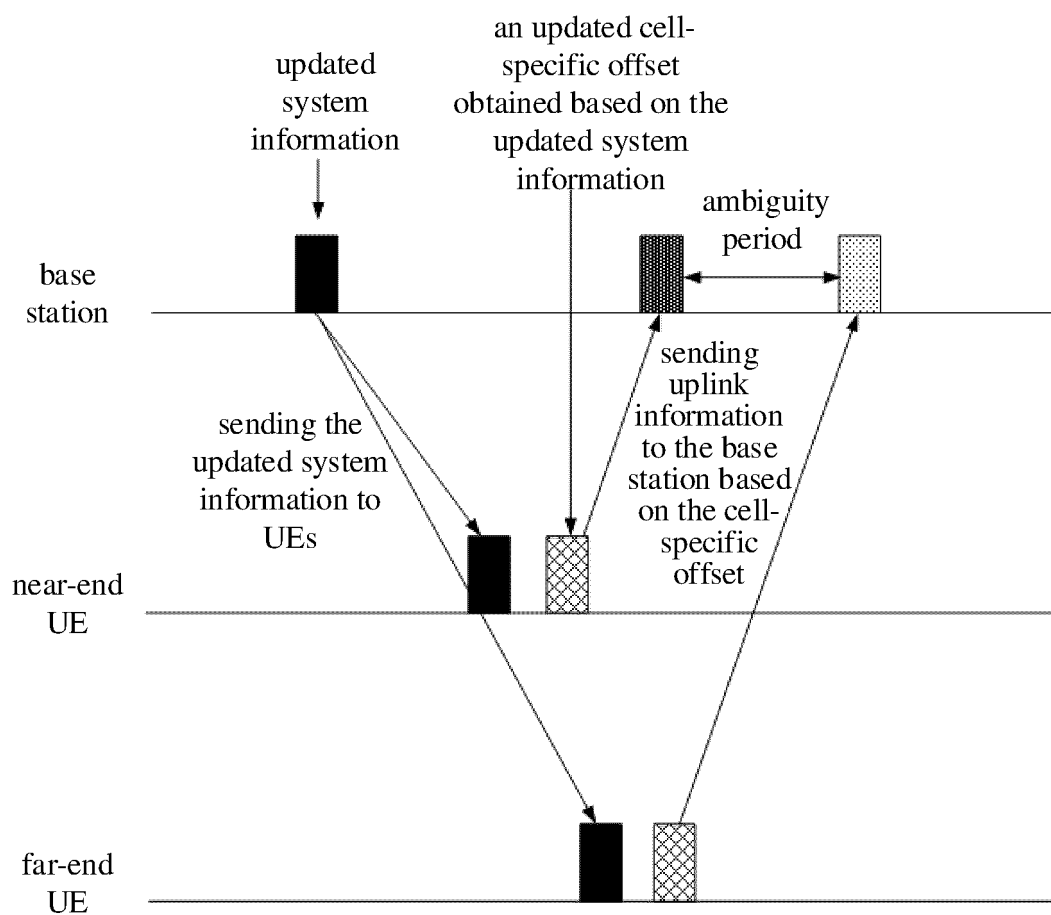 updated
system
information
an updated cell-
specific offset
obtained based on the
updated system
information
ambiguity
period
base
station
sending the
updated system
information to
UEs
sending
uplink
information
to the base
station based
on the cell-
specific
offset
near-end
UE
far-end
UE